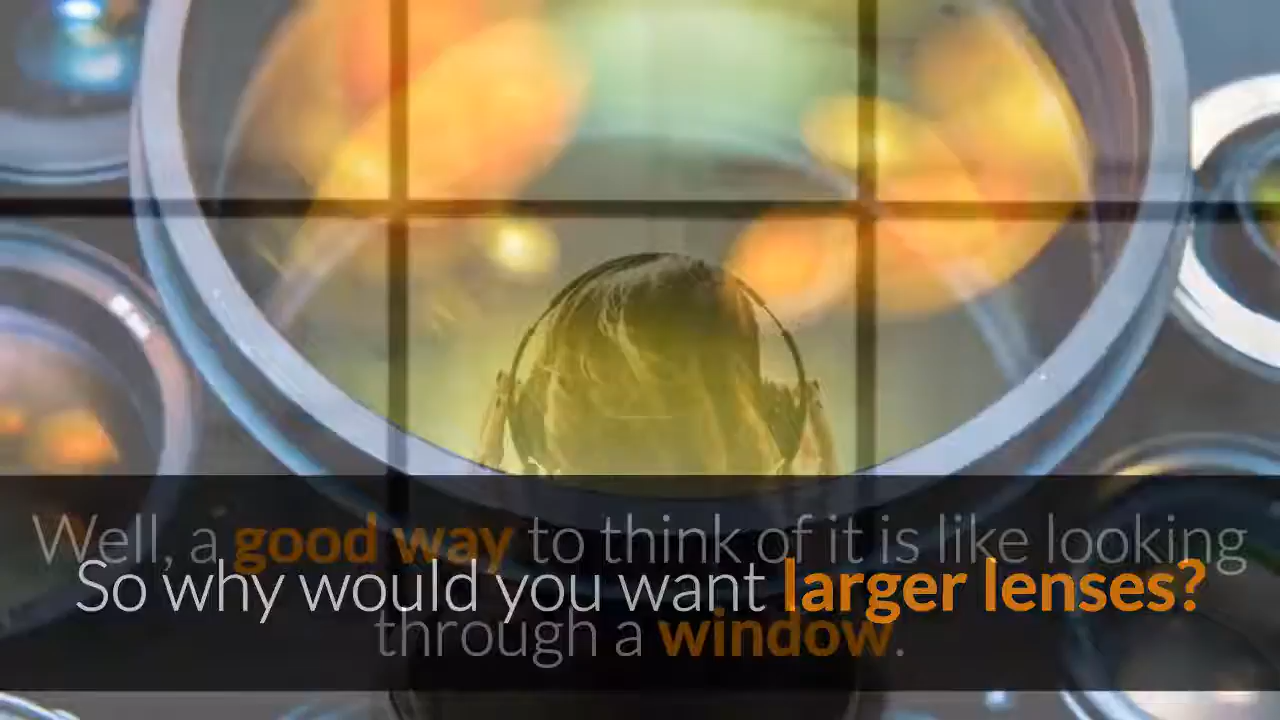 Well, a good way to think of it is like looking
So why would you want larger lenses?
through a window.